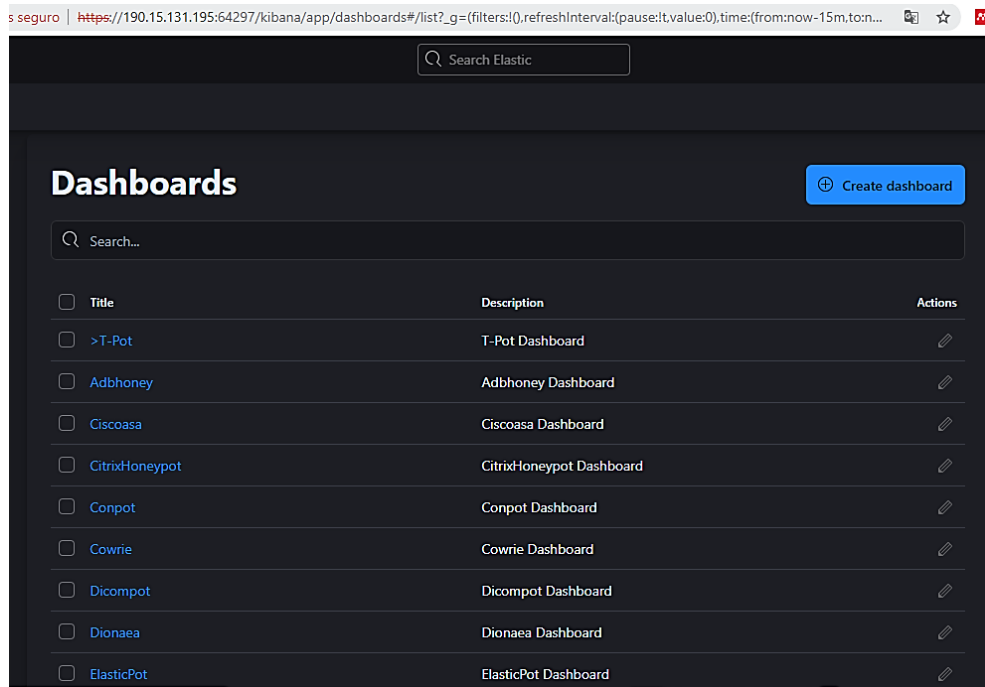 s seguro | https://190.15.131.195:64297/kibana/app/dashboards#/list?_g=(filters:!(),refreshInterval:(pause:!t,value:0),time:(from:now-15m,to:n...
Search Elastic
Dashboards
Create dashboard
Search...
Title Description Actions
>T-Pot T-Pot Dashboard
Adbhoney Adbhoney Dashboard
Ciscoasa Ciscoasa Dashboard
CitrixHoneypot CitrixHoneypot Dashboard
Conpot Conpot Dashboard
Cowrie Cowrie Dashboard
Dicompot Dicompot Dashboard
Dionaea Dionaea Dashboard
ElasticPot ElasticPot Dashboard